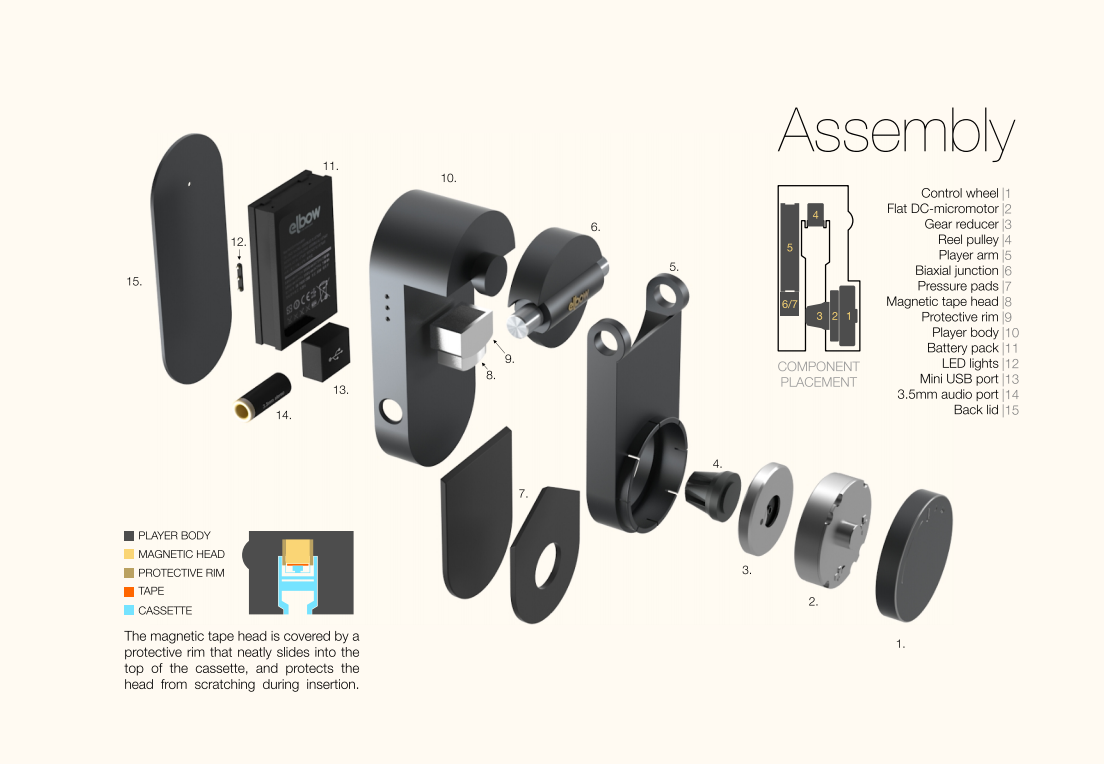 Assembly
Control wheel |1
Flat DC-micromotor |2
Gear reducer |3
Reel pulley |4
Player arm |5
Biaxial junction |6
Pressure pads |7
Magnetic tape head |8
Protective rim |9
Player body |10
Battery pack |11
LED lights |12
Mini USB port |13
3.5mm audio port |14
Back lid |15
4
5
6/7
3 2 1
COMPONENT
PLACEMENT
11.
10.
12.
6.
15.
5.
elbow
elbow
9.
8.
13.
14.
4.
7.
3.
2.
1.
PLAYER BODY
MAGNETIC HEAD
PROTECTIVE RIM
TAPE
CASSETTE
The magnetic tape head is covered by a
protective rim that neatly slides into the
top of the cassette, and protects the
head from scratching during insertion.